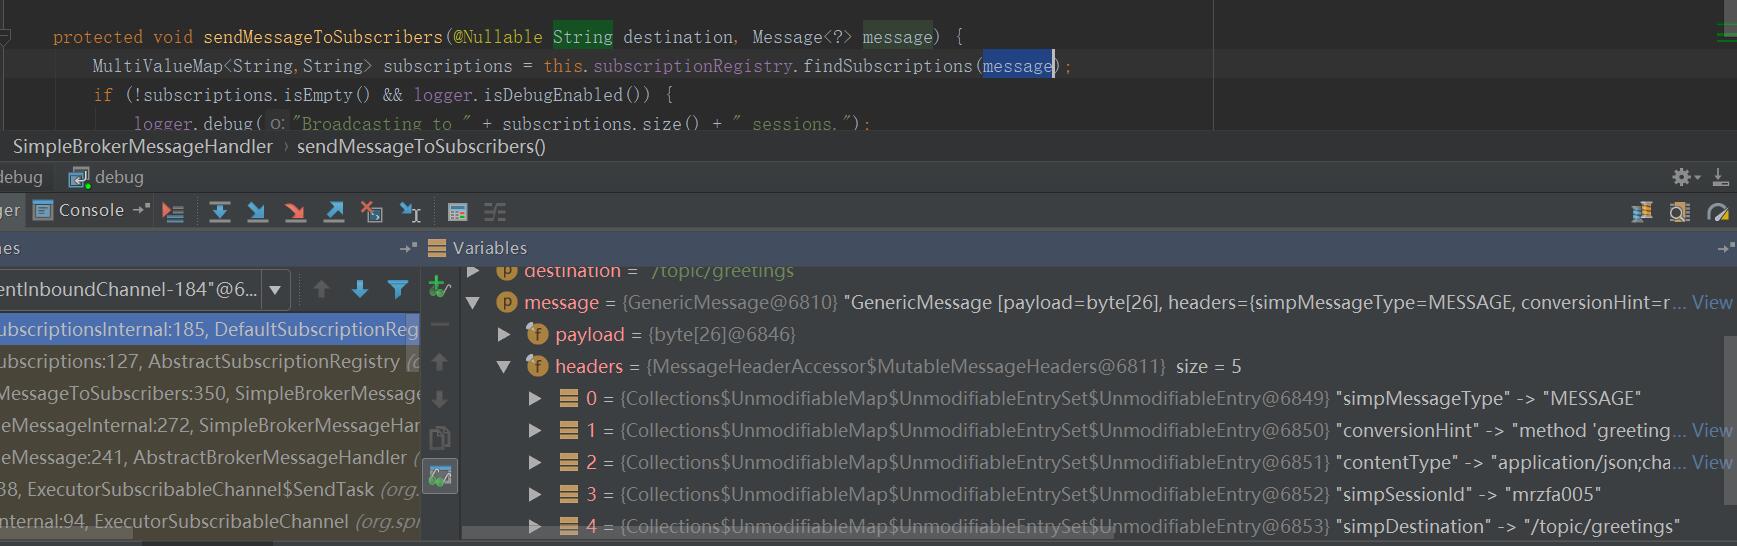 protected void sendMessageToSubscribers(@Nullable String destination, Message<?> message) {
MultiValueMap<String,String> subscriptions = this.subscriptionRegistry.findSubscriptions(message);
if (!subscriptions.isEmpty() && logger.isDebugEnabled()) {
logger.debug( o: "Broadcasting to " + subscriptions.size() + " sessions.");
SimpleBrokerMessageHandler › sendMessageToSubscribers()
debug debug
ger Console
nes Variables
entInboundChannel-184"@6...
ubscriptionsInternal:185, DefaultSubscriptionReg
ubscriptions:127, AbstractSubscriptionRegistry (o
MessageToSubscribers:350, SimpleBrokerMessage
eMessageInternal:272, SimpleBrokerMessageHan
eMessage:241, AbstractBrokerMessageHandler (
38, ExecutorSubscribableChannel$SendTask (org.
nternal:94, ExecutorSubscribableChannel (org.spr
destination = "/topic/greetings
message = {GenericMessage@6810} "GenericMessage [payload=byte[26], headers={simpMessageType=MESSAGE, conversionHint=r... View
payload = {byte[26]@6846}
headers = {MessageHeaderAccessor$MutableMessageHeaders@6811} size = 5
0 = {Collections$UnmodifiableMap$UnmodifiableEntrySet$UnmodifiableEntry@6849} "simpMessageType" -> "MESSAGE"
1 = {Collections$UnmodifiableMap$UnmodifiableEntrySet$UnmodifiableEntry@6850} "conversionHint" -> "method 'greeting... View
2 = {Collections$UnmodifiableMap$UnmodifiableEntrySet$UnmodifiableEntry@6851} "contentType" -> "application/json;cha... View
3 = {Collections$UnmodifiableMap$UnmodifiableEntrySet$UnmodifiableEntry@6852} "simpSessionId" -> "mrzfa005"
4 = {Collections$UnmodifiableMap$UnmodifiableEntrySet$UnmodifiableEntry@6853} "simpDestination" -> "/topic/greetings"